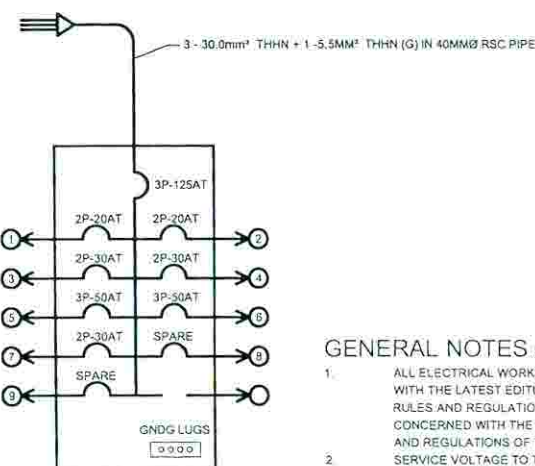 3 - 30.0mm² THHN + 1 -5.5MM² THHN (G) IN 40MMØ RSC PIPE
3P-125AT
2P-20AT 2P-20AT
1 2
2P-30AT 2P-30AT
3 4
3P-50AT 3P-50AT
5 6
2P-30AT SPARE
7 8
SPARE
9
GNDG LUGS
GENERAL NOTES
1. ALL ELECTRICAL WORK
WITH THE LATEST EDIT
RULES AND REGULATIO
CONCERNED WITH THE
AND REGULATIONS OF
2. SERVICE VOLTAGE TO T